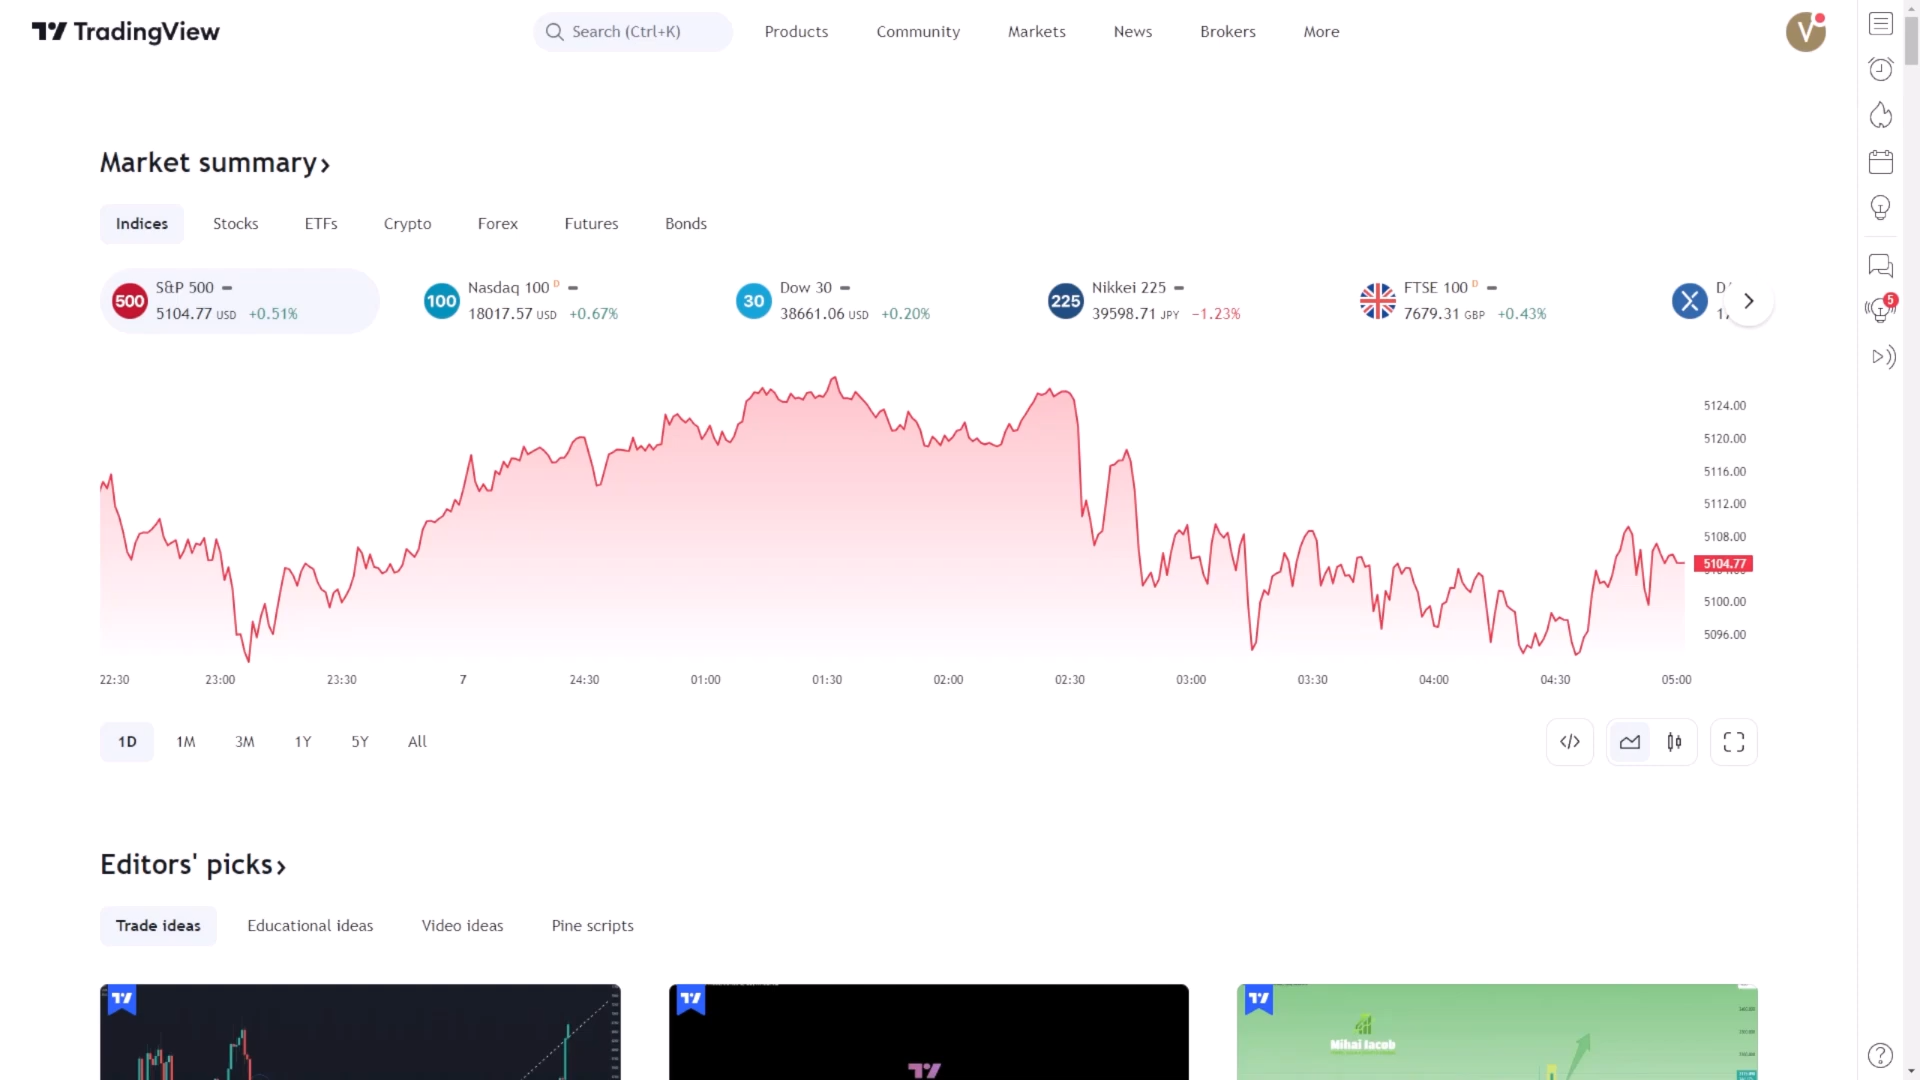 TradingView
Search (Ctrl+K)
Products
Community
Markets
News
Brokers
More
V
Market summary
Indices
Stocks
ETFs
Crypto
Forex
Futures
Bonds
500
S&P 500
5104.77 USD +0.51%
100
Nasdaq 100 D
18017.57 USD +0.67%
30
Dow 30
38661.06 USD +0.20%
225
Nikkei 225
39598.71 JPY −1.23%
FTSE 100 D
7679.31 GBP +0.43%
5
5124.00
5120.00
5116.00
5112.00
5108.00
5104.77
5100.00
5096.00
22:30
23:00
23:30
7
24:30
01:00
01:30
02:00
02:30
03:00
03:30
04:00
04:30
05:00
1D
1M
3M
1Y
5Y
All
Editors' picks
Trade ideas
Educational ideas
Video ideas
Pine scripts
Mihai Iacob